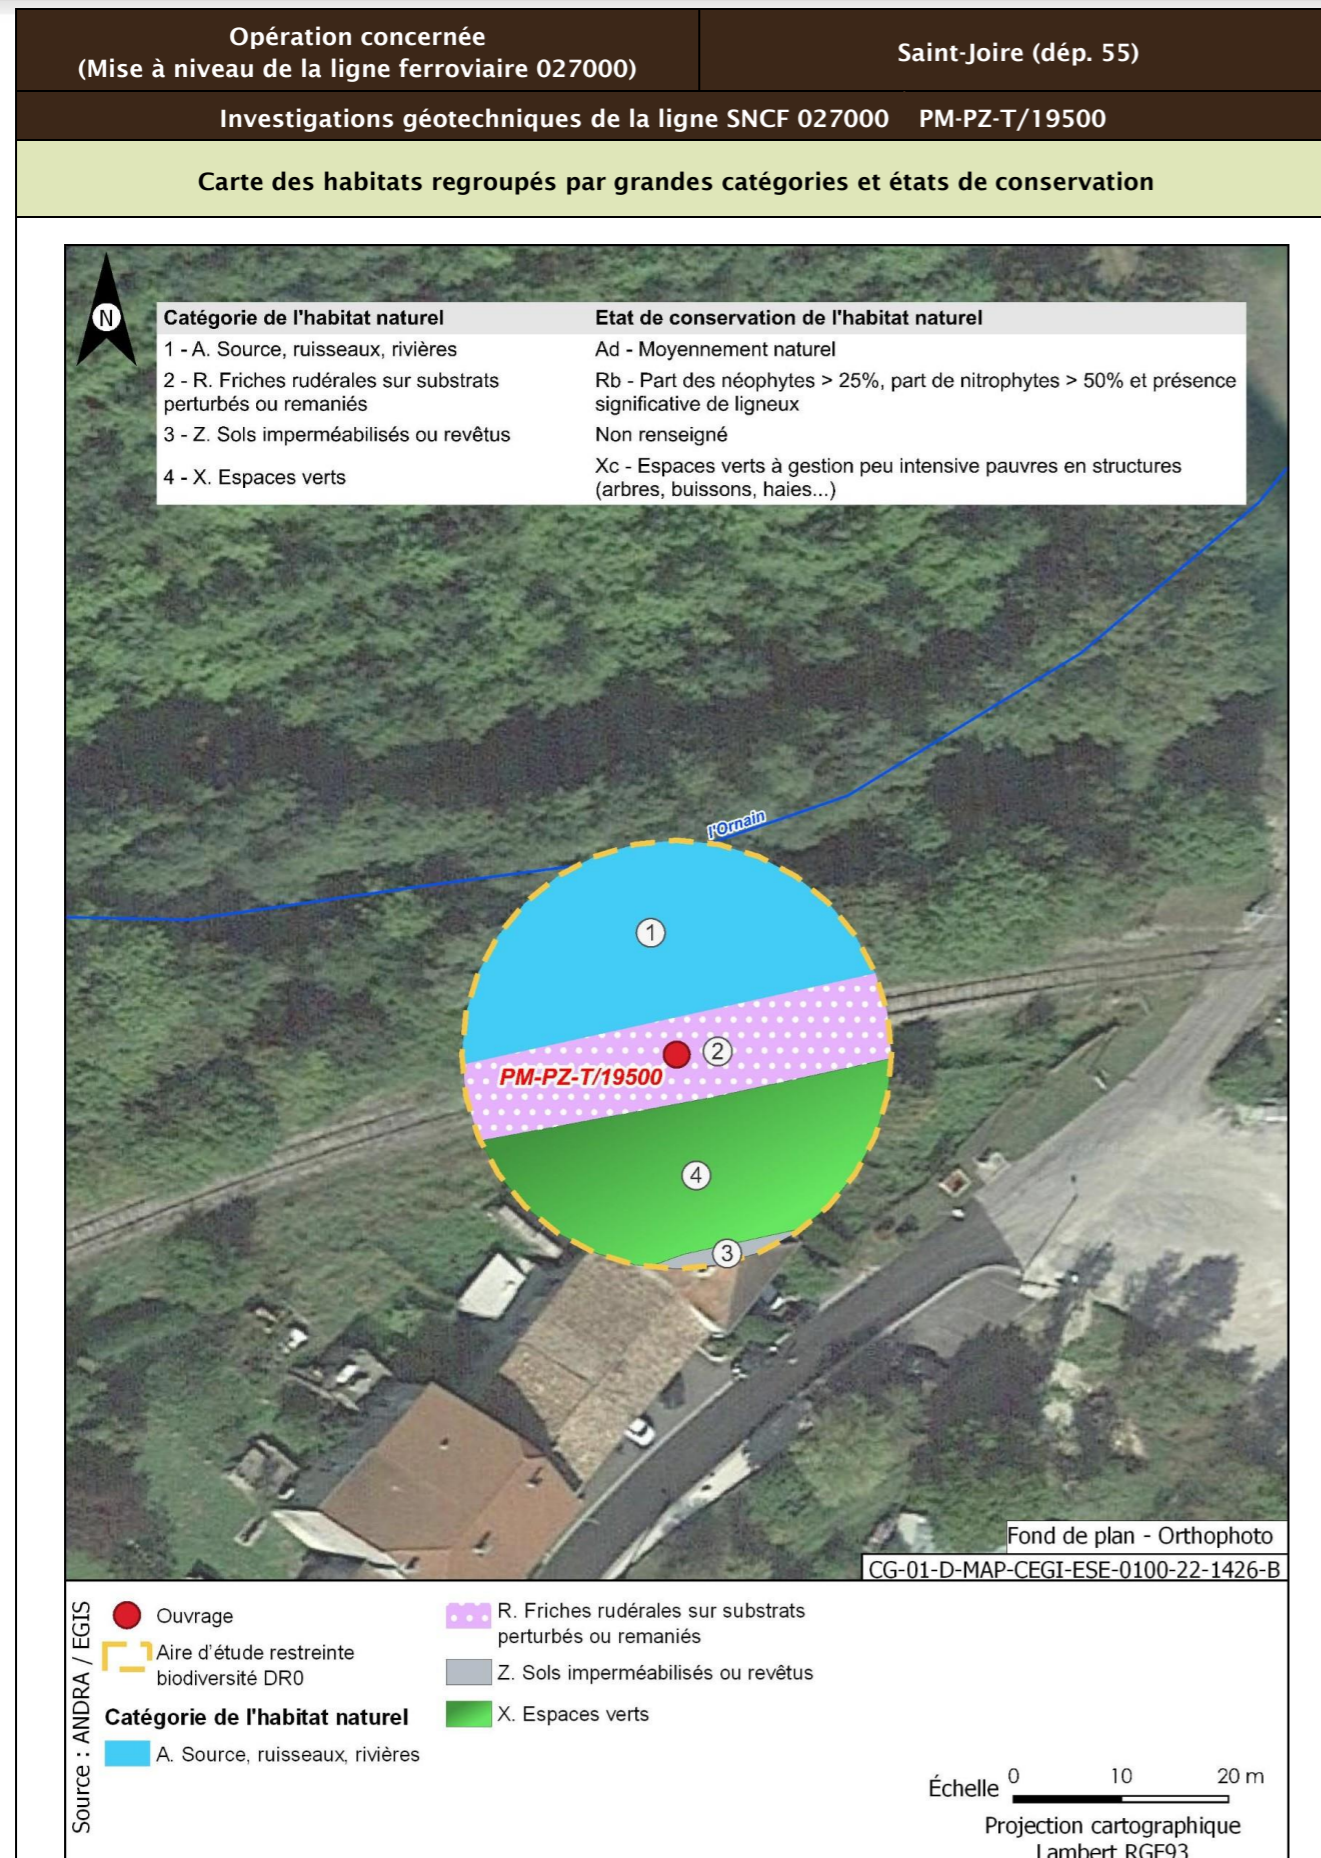 Opération concernée
(Mise à niveau de la ligne ferroviaire 027000)
Saint-Joire (dép. 55)
Investigations géotechniques de la ligne SNCF 027000 PM-PZ-T/19500
Carte des habitats regroupés par grandes catégories et états de conservation
N
Catégorie de l'habitat naturel
Etat de conservation de l'habitat naturel
1 - A. Source, ruisseaux, rivières
Ad - Moyennement naturel
2 - R. Friches rudérales sur substrats
perturbés ou remaniés
Rb - Part des néophytes > 25%, part de nitrophytes > 50% et présence
significative de ligneux
3 - Z. Sols imperméabilisés ou revêtus
Non renseigné
4 - X. Espaces verts
Xc - Espaces verts à gestion peu intensive pauvres en structures
(arbres, buissons, haies...)
l'Ornain
1
2
PM-PZ-T/19500
4
3
Fond de plan - Orthophoto
CG-01-D-MAP-CEGI-ESE-0100-22-1426-B
Source : ANDRA / EGIS
Ouvrage
Aire d'étude restreinte
biodiversité DR0
Catégorie de l'habitat naturel
A. Source, ruisseaux, rivières
R. Friches rudérales sur substrats
perturbés ou remaniés
Z. Sols imperméabilisés ou revêtus
X. Espaces verts
Échelle 0 10 20 m
Projection cartographique
Lambert RGF93